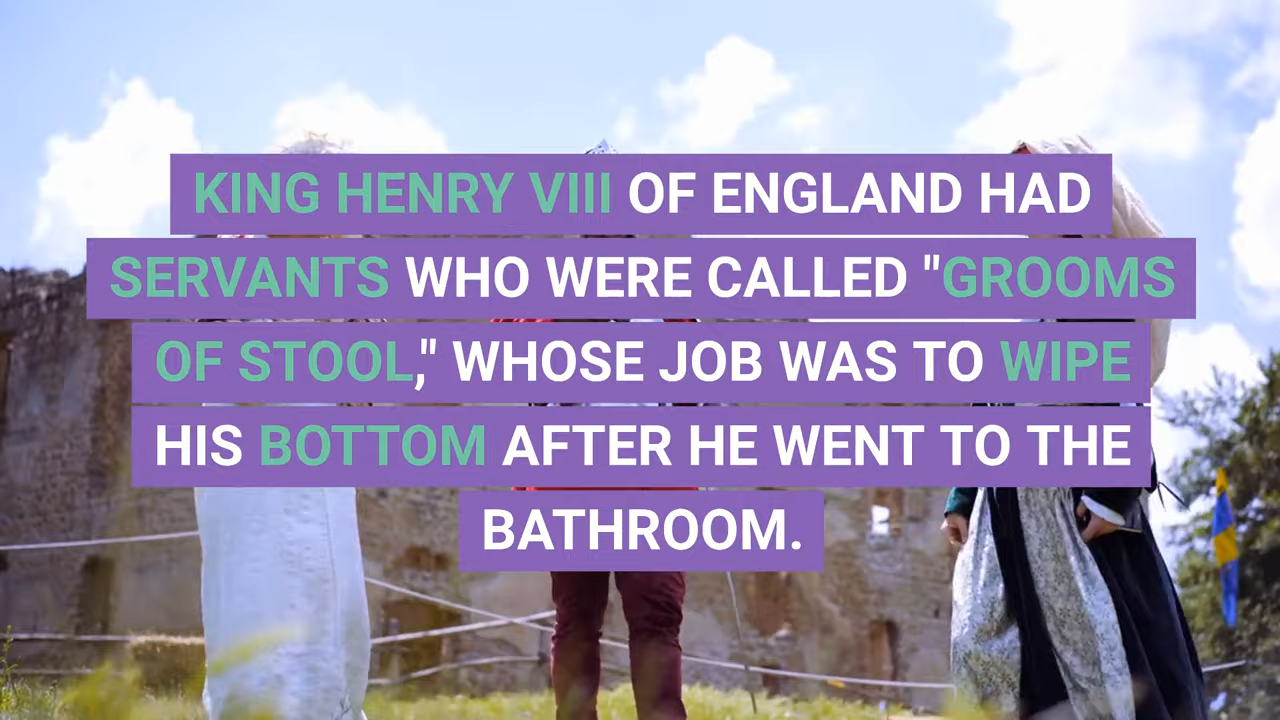 KING HENRY VIII OF ENGLAND HAD
SERVANTS WHO WERE CALLED "GROOMS
OF STOOL," WHOSE JOB WAS TO WIPE
HIS BOTTOM AFTER HE WENT TO THE
BATHROOM.